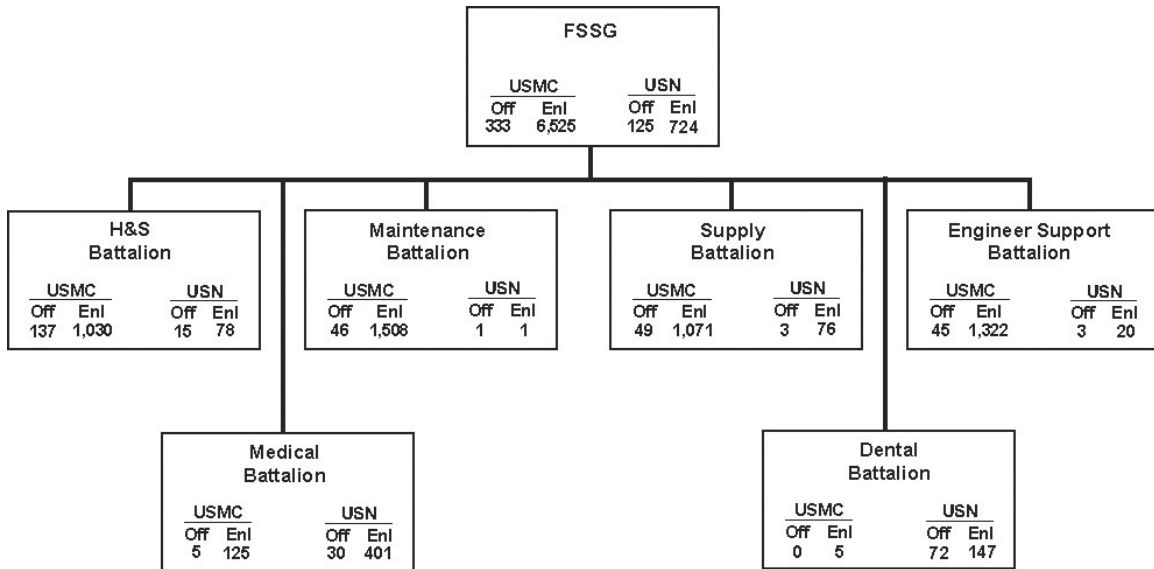 FSSG
USMC USN
Off Enl Off Enl
333 6,525 125 724
H&S
Battalion
USMC USN
Off Enl Off Enl
137 1,030 15 78
Maintenance
Battalion
USMC USN
Off Enl Off Enl
46 1,508 1 1
Supply
Battalion
USMC USN
Off Enl Off Enl
49 1,071 3 76
Engineer Support
Battalion
USMC USN
Off Enl Off Enl
45 1,322 3 20
Medical
Battalion
USMC USN
Off Enl Off Enl
5 125 30 401
Dental
Battalion
USMC USN
Off Enl Off Enl
0 5 72 147